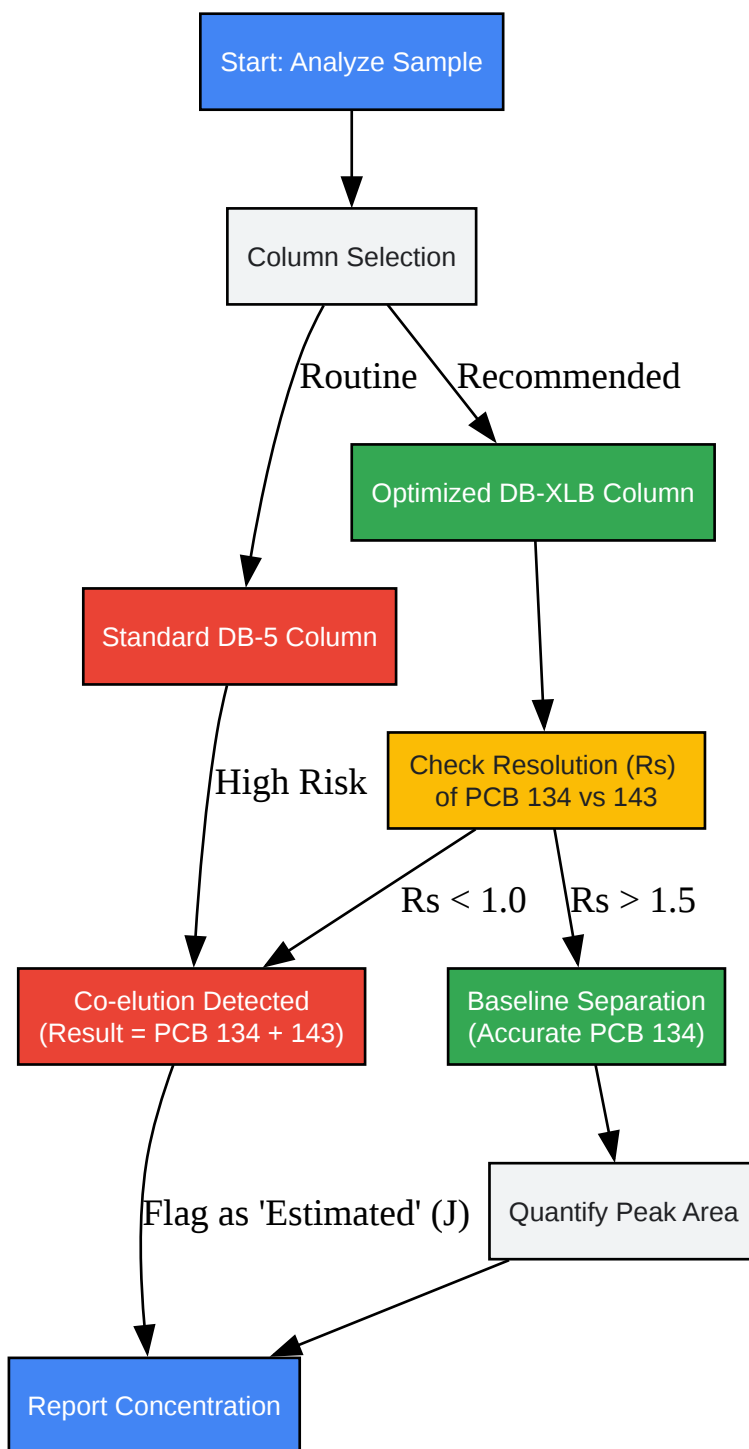 Start: Analyze Sample
Column Selection
Routine
Recommended
Optimized DB-XLB Column
Standard DB-5 Column
Check Resolution (Rs)
of PCB 134 vs 143
High Risk
Rs < 1.0
Rs > 1.5
Co-elution Detected
(Result = PCB 134 + 143)
Baseline Separation
(Accurate PCB 134)
Flag as 'Estimated' (J)
Quantify Peak Area
Report Concentration